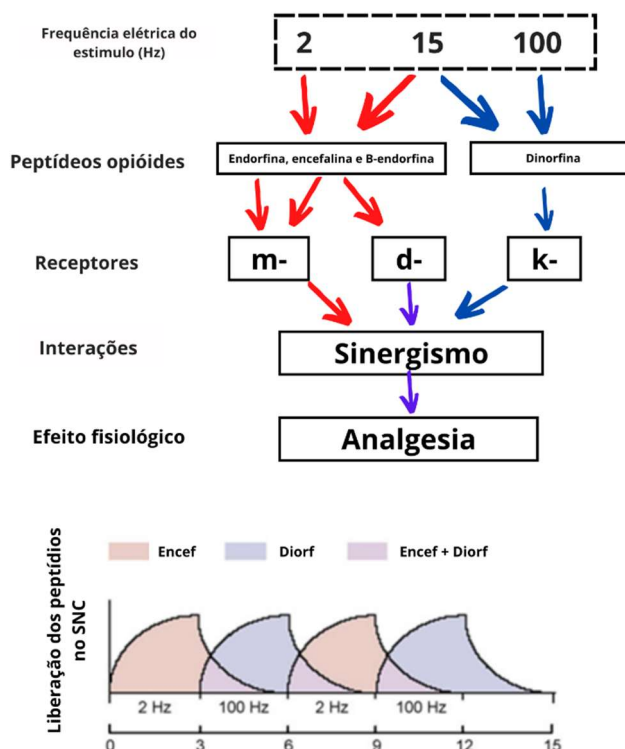 Frequência elétrica do
estimulo (Hz)
2 15 100
Peptídeos opióides
Endorfina, encefalina e B-endorfina
Dinorfina
Receptores
m- d- k-
Interações
Sinergismo
Efeito fisiológico
Analgesia
Liberação dos peptídios
no SNC
Encef Diorf Encef + Diorf
2 Hz 100 Hz 2 Hz 100 Hz
0 3 6 9 12 15